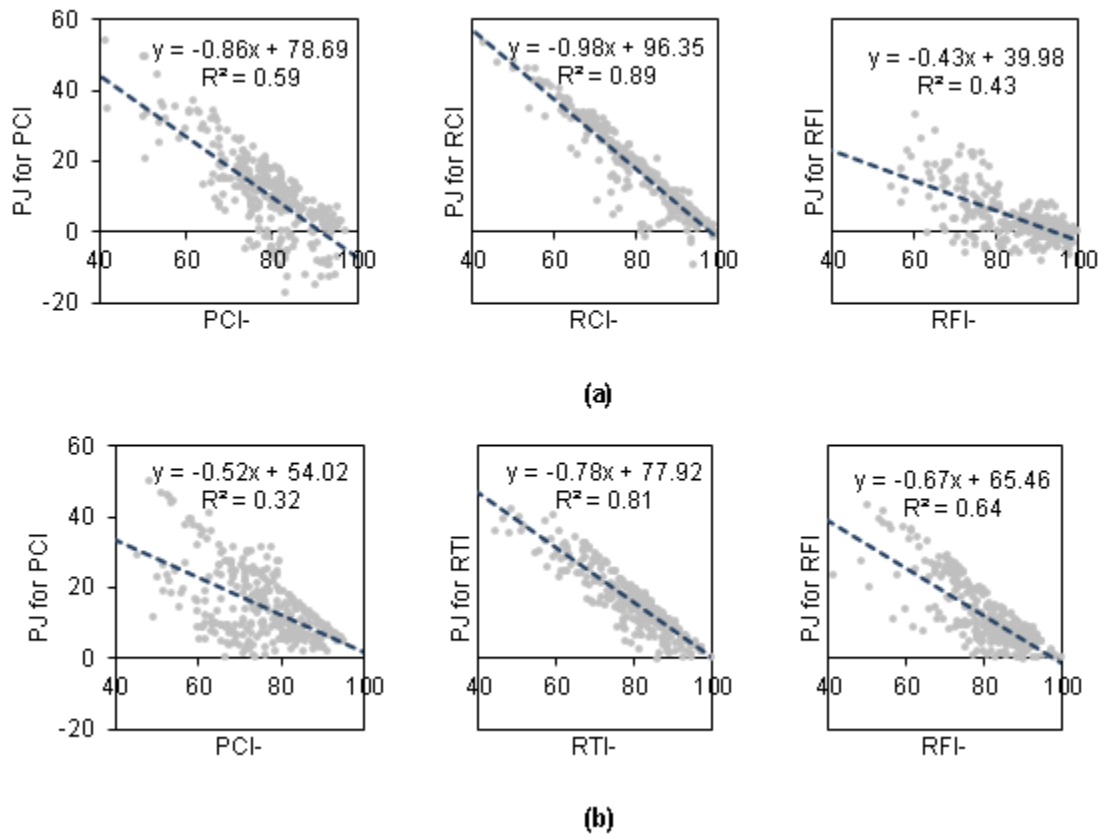 60
y = -0.86x + 78.69
R² = 0.59
40
20
0
-20
40 60 80 100
PJ for PCI
PCI-
y = -0.98x + 96.35
R² = 0.89
40 60 80 100
PJ for RCI
RCI-
y = -0.43x + 39.98
R² = 0.43
40 60 80 100
PJ for RFI
RFI-
(a)
60
y = -0.52x + 54.02
R² = 0.32
40
20
0
-20
40 60 80 100
PJ for PCI
PCI-
y = -0.78x + 77.92
R² = 0.81
40 60 80 100
PJ for RTI
RTI-
y = -0.67x + 65.46
R² = 0.64
40 60 80 100
PJ for RFI
RFI-
(b)